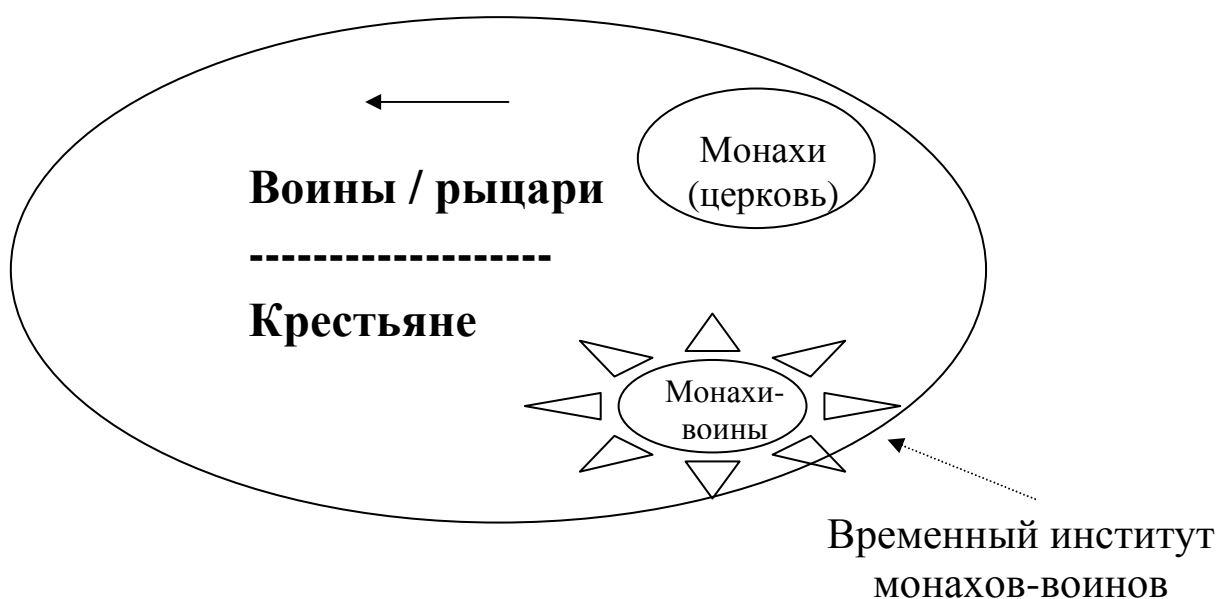 Монахи
(церковь)
Воины / рыцари
-------------------
Крестьяне
Монахи-
воины
Временный институт
монахов-воинов